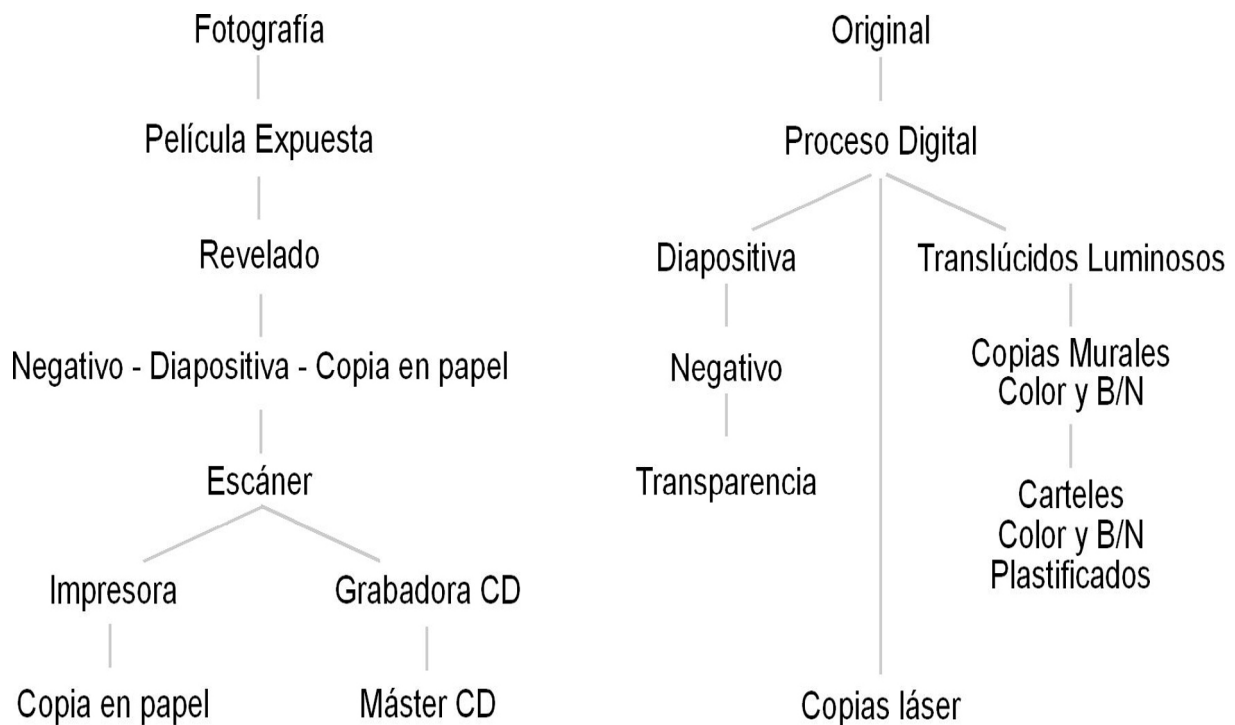 Fotografía
Película Expuesta
Revelado
Negativo - Diapositiva - Copia en papel
Escáner
Impresora
Grabadora CD
Copia en papel
Máster CD
Original
Proceso Digital
Diapositiva
Translúcidos Luminosos
Negativo
Copias Murales
Color y B/N
Transparencia
Carteles
Color y B/N
Plastificados
Copias láser